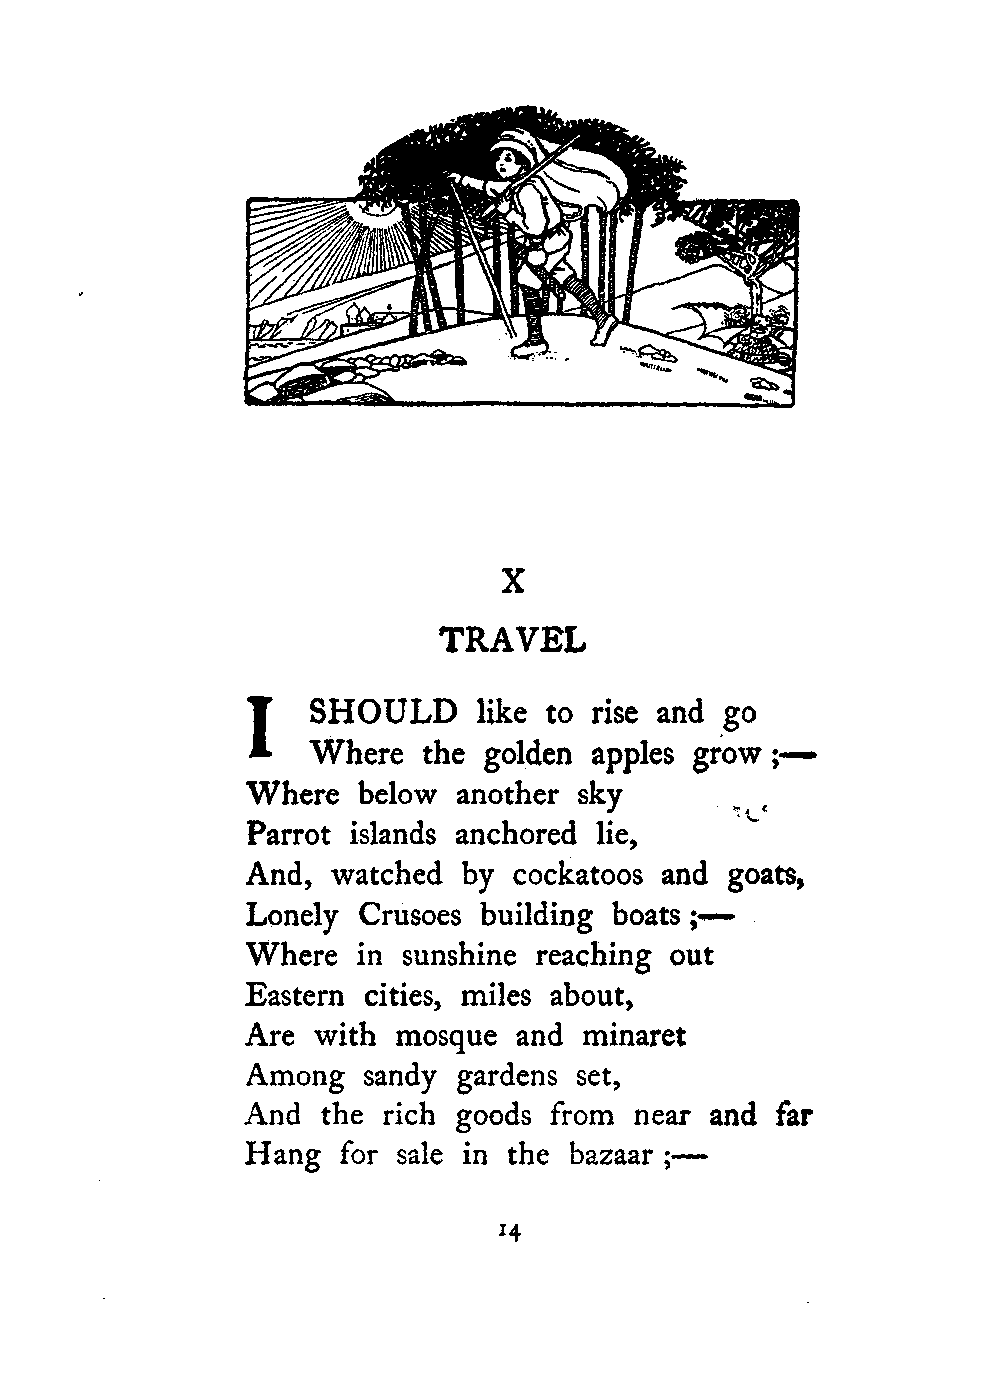 X
TRAVEL
I SHOULD like to rise and go
Where the golden apples grow ;—
Where below another sky
Parrot islands anchored lie,
And, watched by cockatoos and goats,
Lonely Crusoes building boats ;—
Where in sunshine reaching out
Eastern cities, miles about,
Are with mosque and minaret
Among sandy gardens set,
And the rich goods from near and far
Hang for sale in the bazaar ;—
14